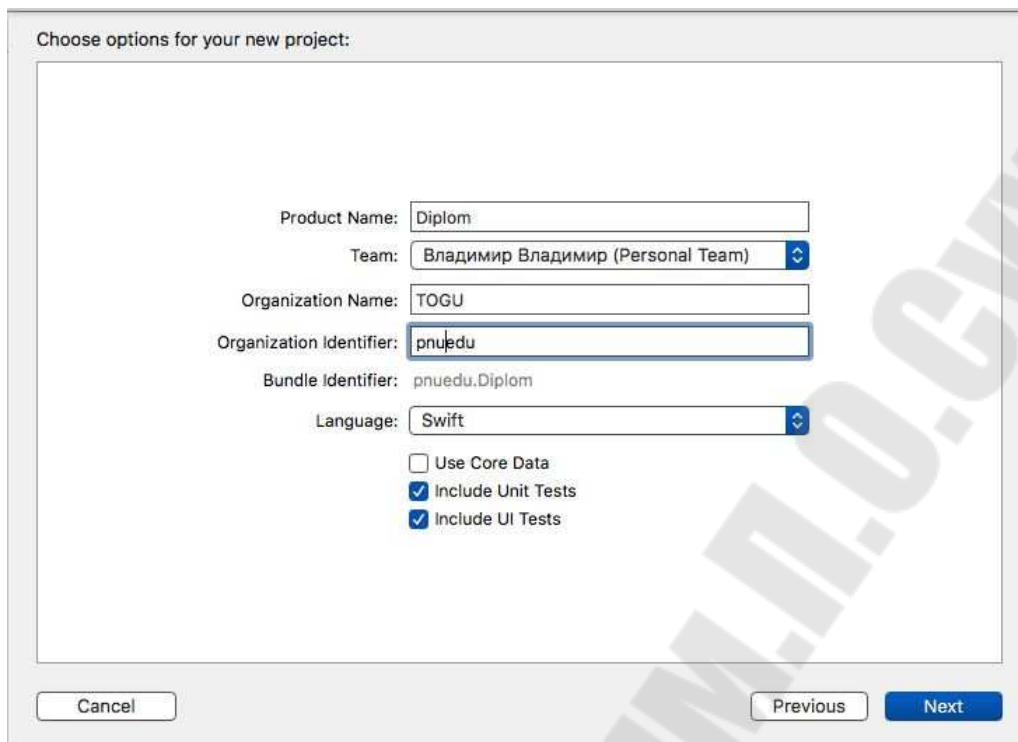 Choose options for your new project:
Product Name: Diplom
Team: Владимир Владимир (Personal Team)
Organization Name: TOGU
Organization Identifier: pnuedu
Bundle Identifier: pnuedu.Diplom
Language: Swift
Use Core Data
Include Unit Tests
Include UI Tests
Cancel Previous Next